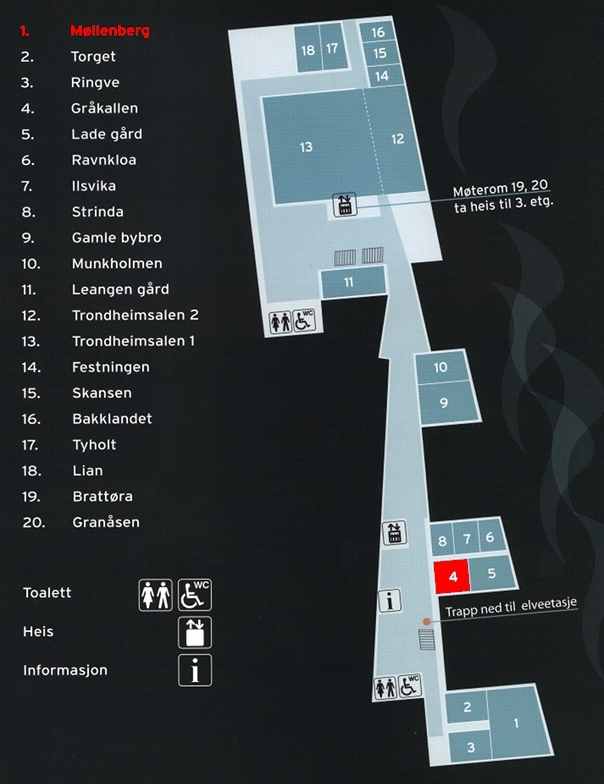 1. Møllenberg
2. Torget
3. Ringve
4. Gråkallen
5. Lade gård
6. Ravnkloa
7. Ilsvika
8. Strinda
9. Gamle bybro
10. Munkholmen
11. Leangen gård
12. Trondheimsalen 2
13. Trondheimsalen 1
14. Festningen
15. Skansen
16. Bakklandet
17. Tyholt
18. Lian
19. Brattøra
20. Granåsen
Toalett
WC
Heis
Informasjon
i
18 17 16
15
14
13 12
Møterom 19, 20
ta heis til 3. etg.
11
WC
10
9
8 7 6
4 5
i
Trapp ned til elveetasje
WC
2
1
3